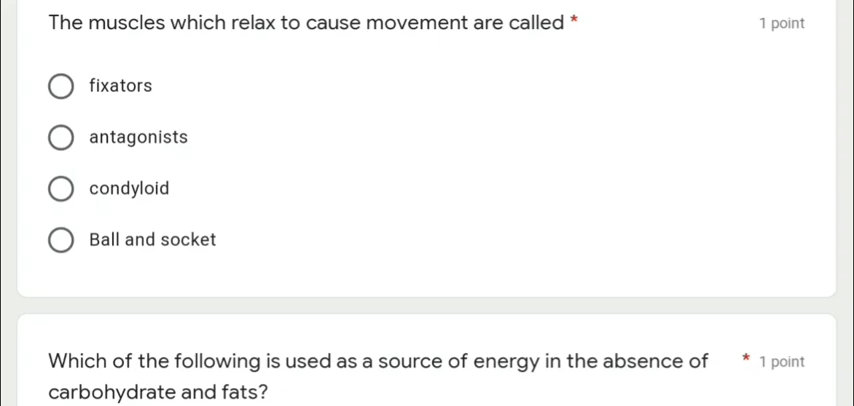 The muscles which relax to cause movement are called * 1 point
fixators
antagonists
condyloid
Ball and socket
Which of the following is used as a source of energy in the absence of * 1 point
carbohydrate and fats?